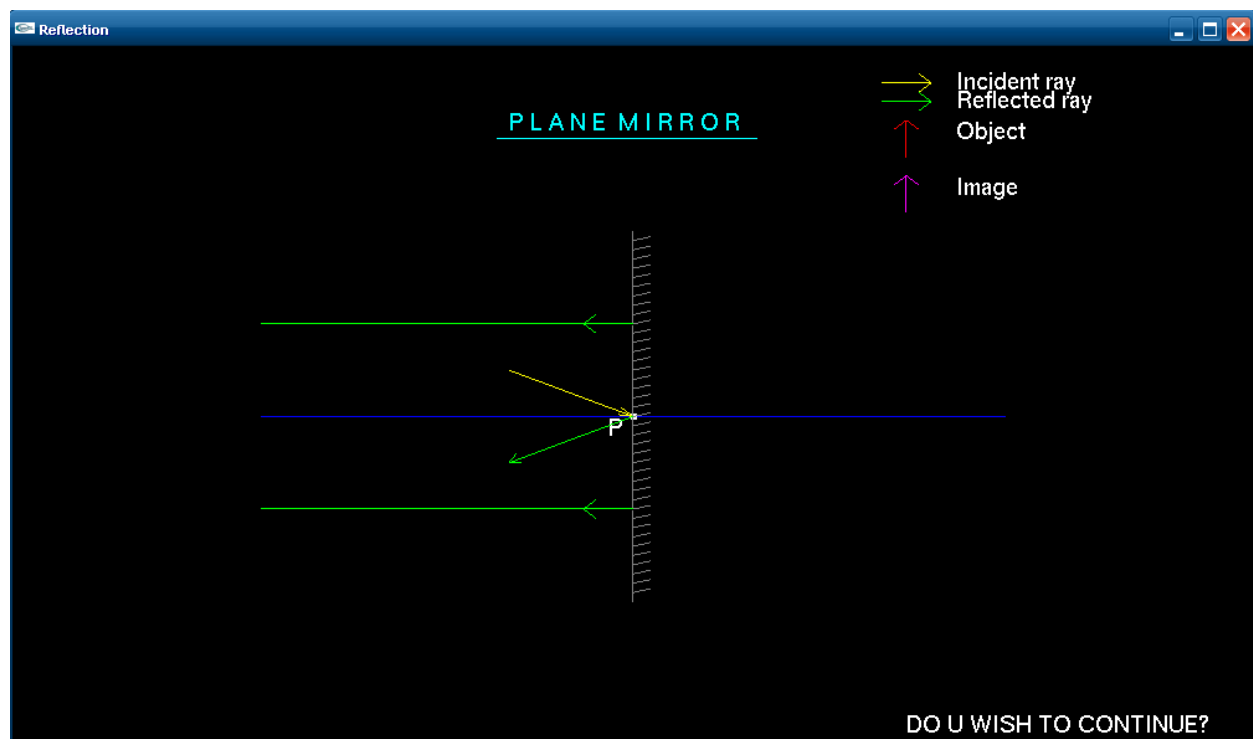 Reflection
Incident ray
Reflected ray
PLANE MIRROR
Object
Image
P
DO U WISH TO CONTINUE?